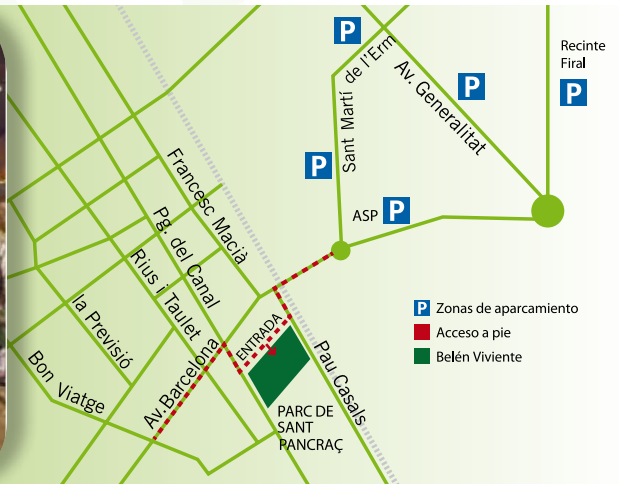 P
P
P
P
P
Recinte
Firal
Sant Martí
de l'Erm
Av. Generalitat
ASP
Francesc Macià
Pg. del Canal
Rius i Taulet
la Previsió
Bon Viatge
Av. Barcelona
ENTRADA
Pau Casals
PARC DE
SANT
PANCRAÇ
P Zonas de aparcamiento
Acceso a pie
Belén Viviente